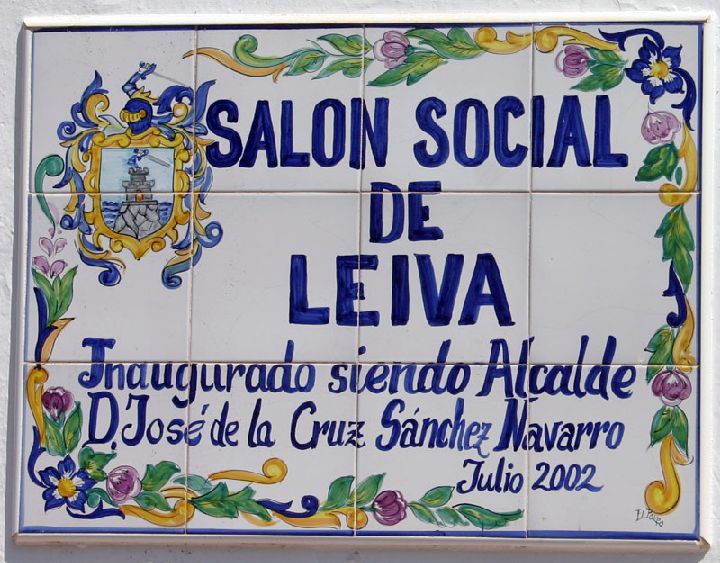 SALON SOCIAL
DE
LEIVA
Inaugurado siendo Alcalde
D. José de la Cruz Sánchez Navarro
Julio 2002